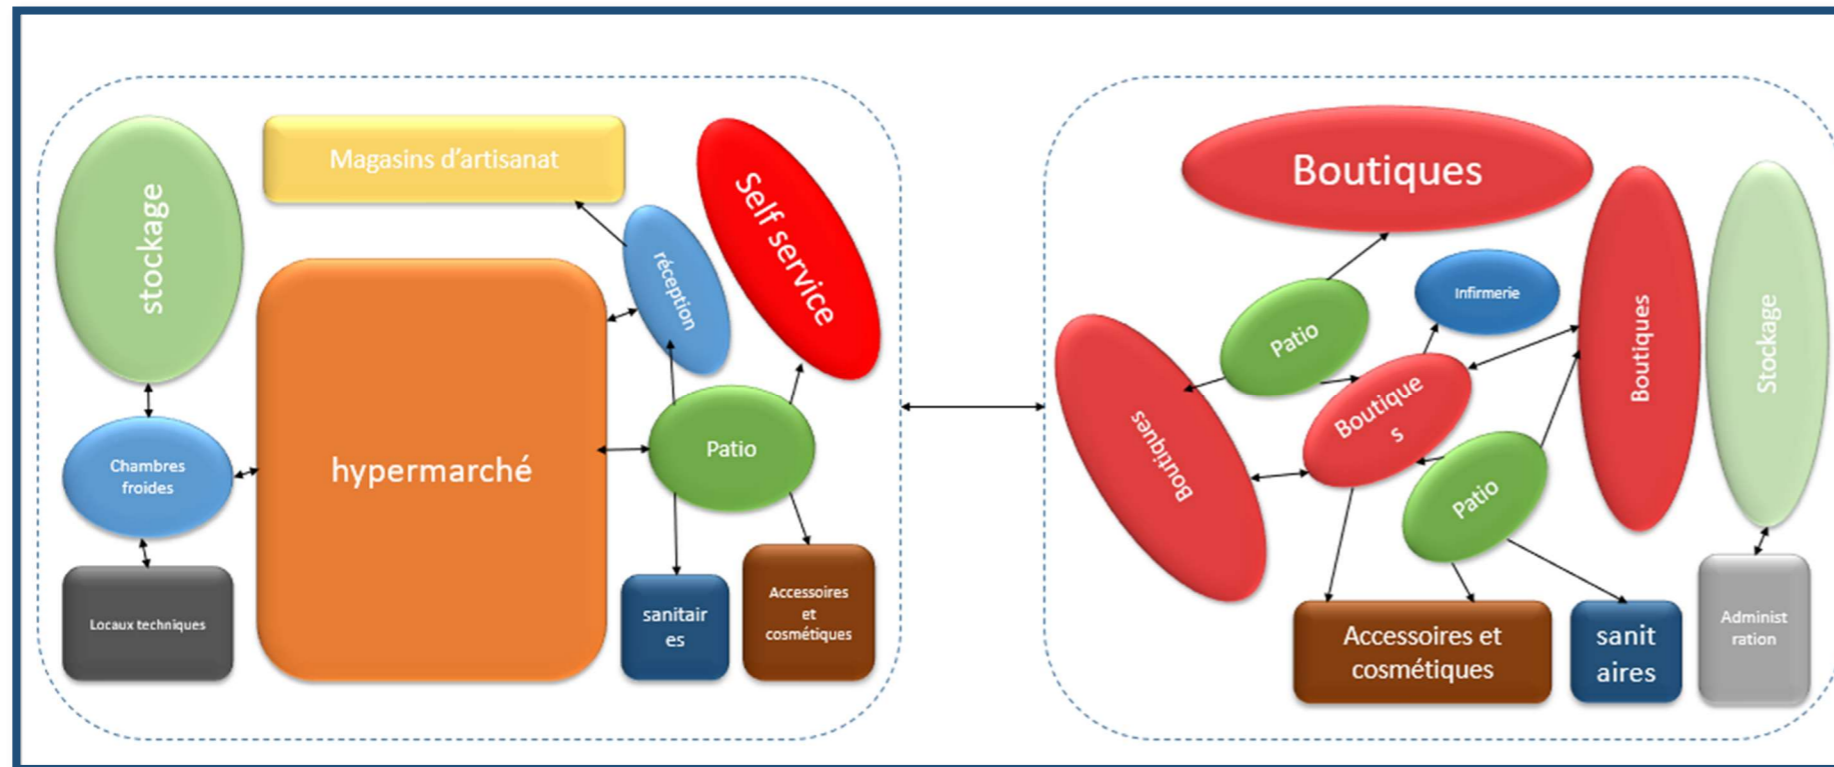 stockage
Magasins d'artisanat
Self service
réception
hypermarché
Chambres
froides
Patio
Locaux techniques
sanitair
es
Accessoires
et
cosmétiques
Boutiques
Infirmerie
Patio
Boutiques
Boutiques
Stockage
Boutique
s
Patio
Accessoires et
cosmétiques
sanit
aires
Administ
ration